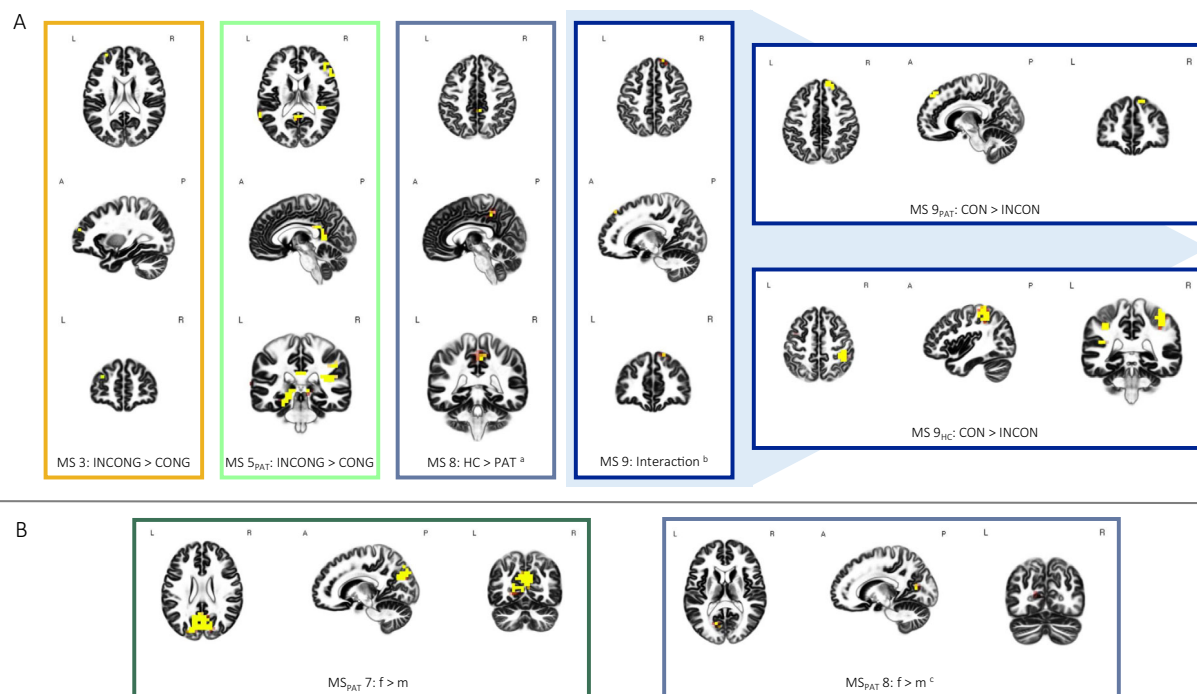 A
L R
L R
L R
L R
L R
A P
L R
A P
A P
A P
A P
MS 9PAT: CON > INCON
L R
A P
L R
L R
L R
L R
L R
MS 9HC: CON > INCON
MS 3: INCONG > CONG
MS 5PAT: INCONG > CONG
MS 8: HC > PAT a
MS 9: Interaction b
B
L R
A P
L R
L R
A P
L R
MSPAT 7: f > m
MSPAT 8: f > m c